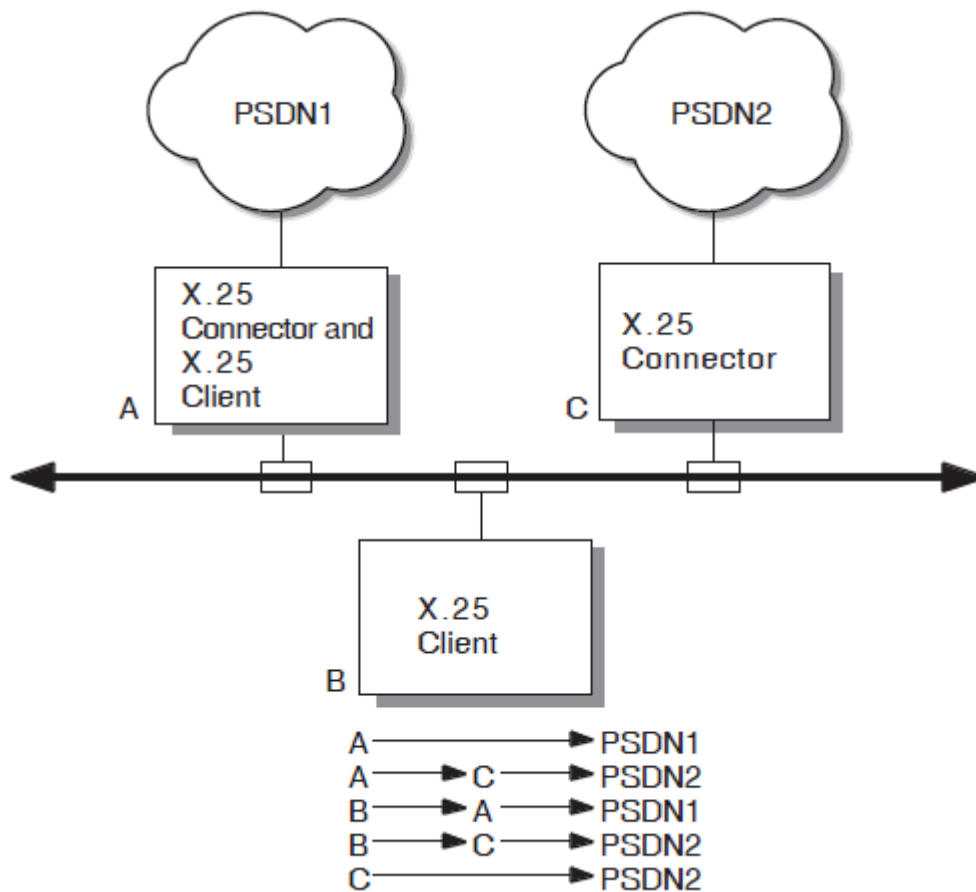 PSDN1
PSDN2
X.25
Connector and
X.25
Client
A
X.25
Connector
C
X.25
Client
B
A PSDN1
A C PSDN2
B A PSDN1
B C PSDN2
C PSDN2